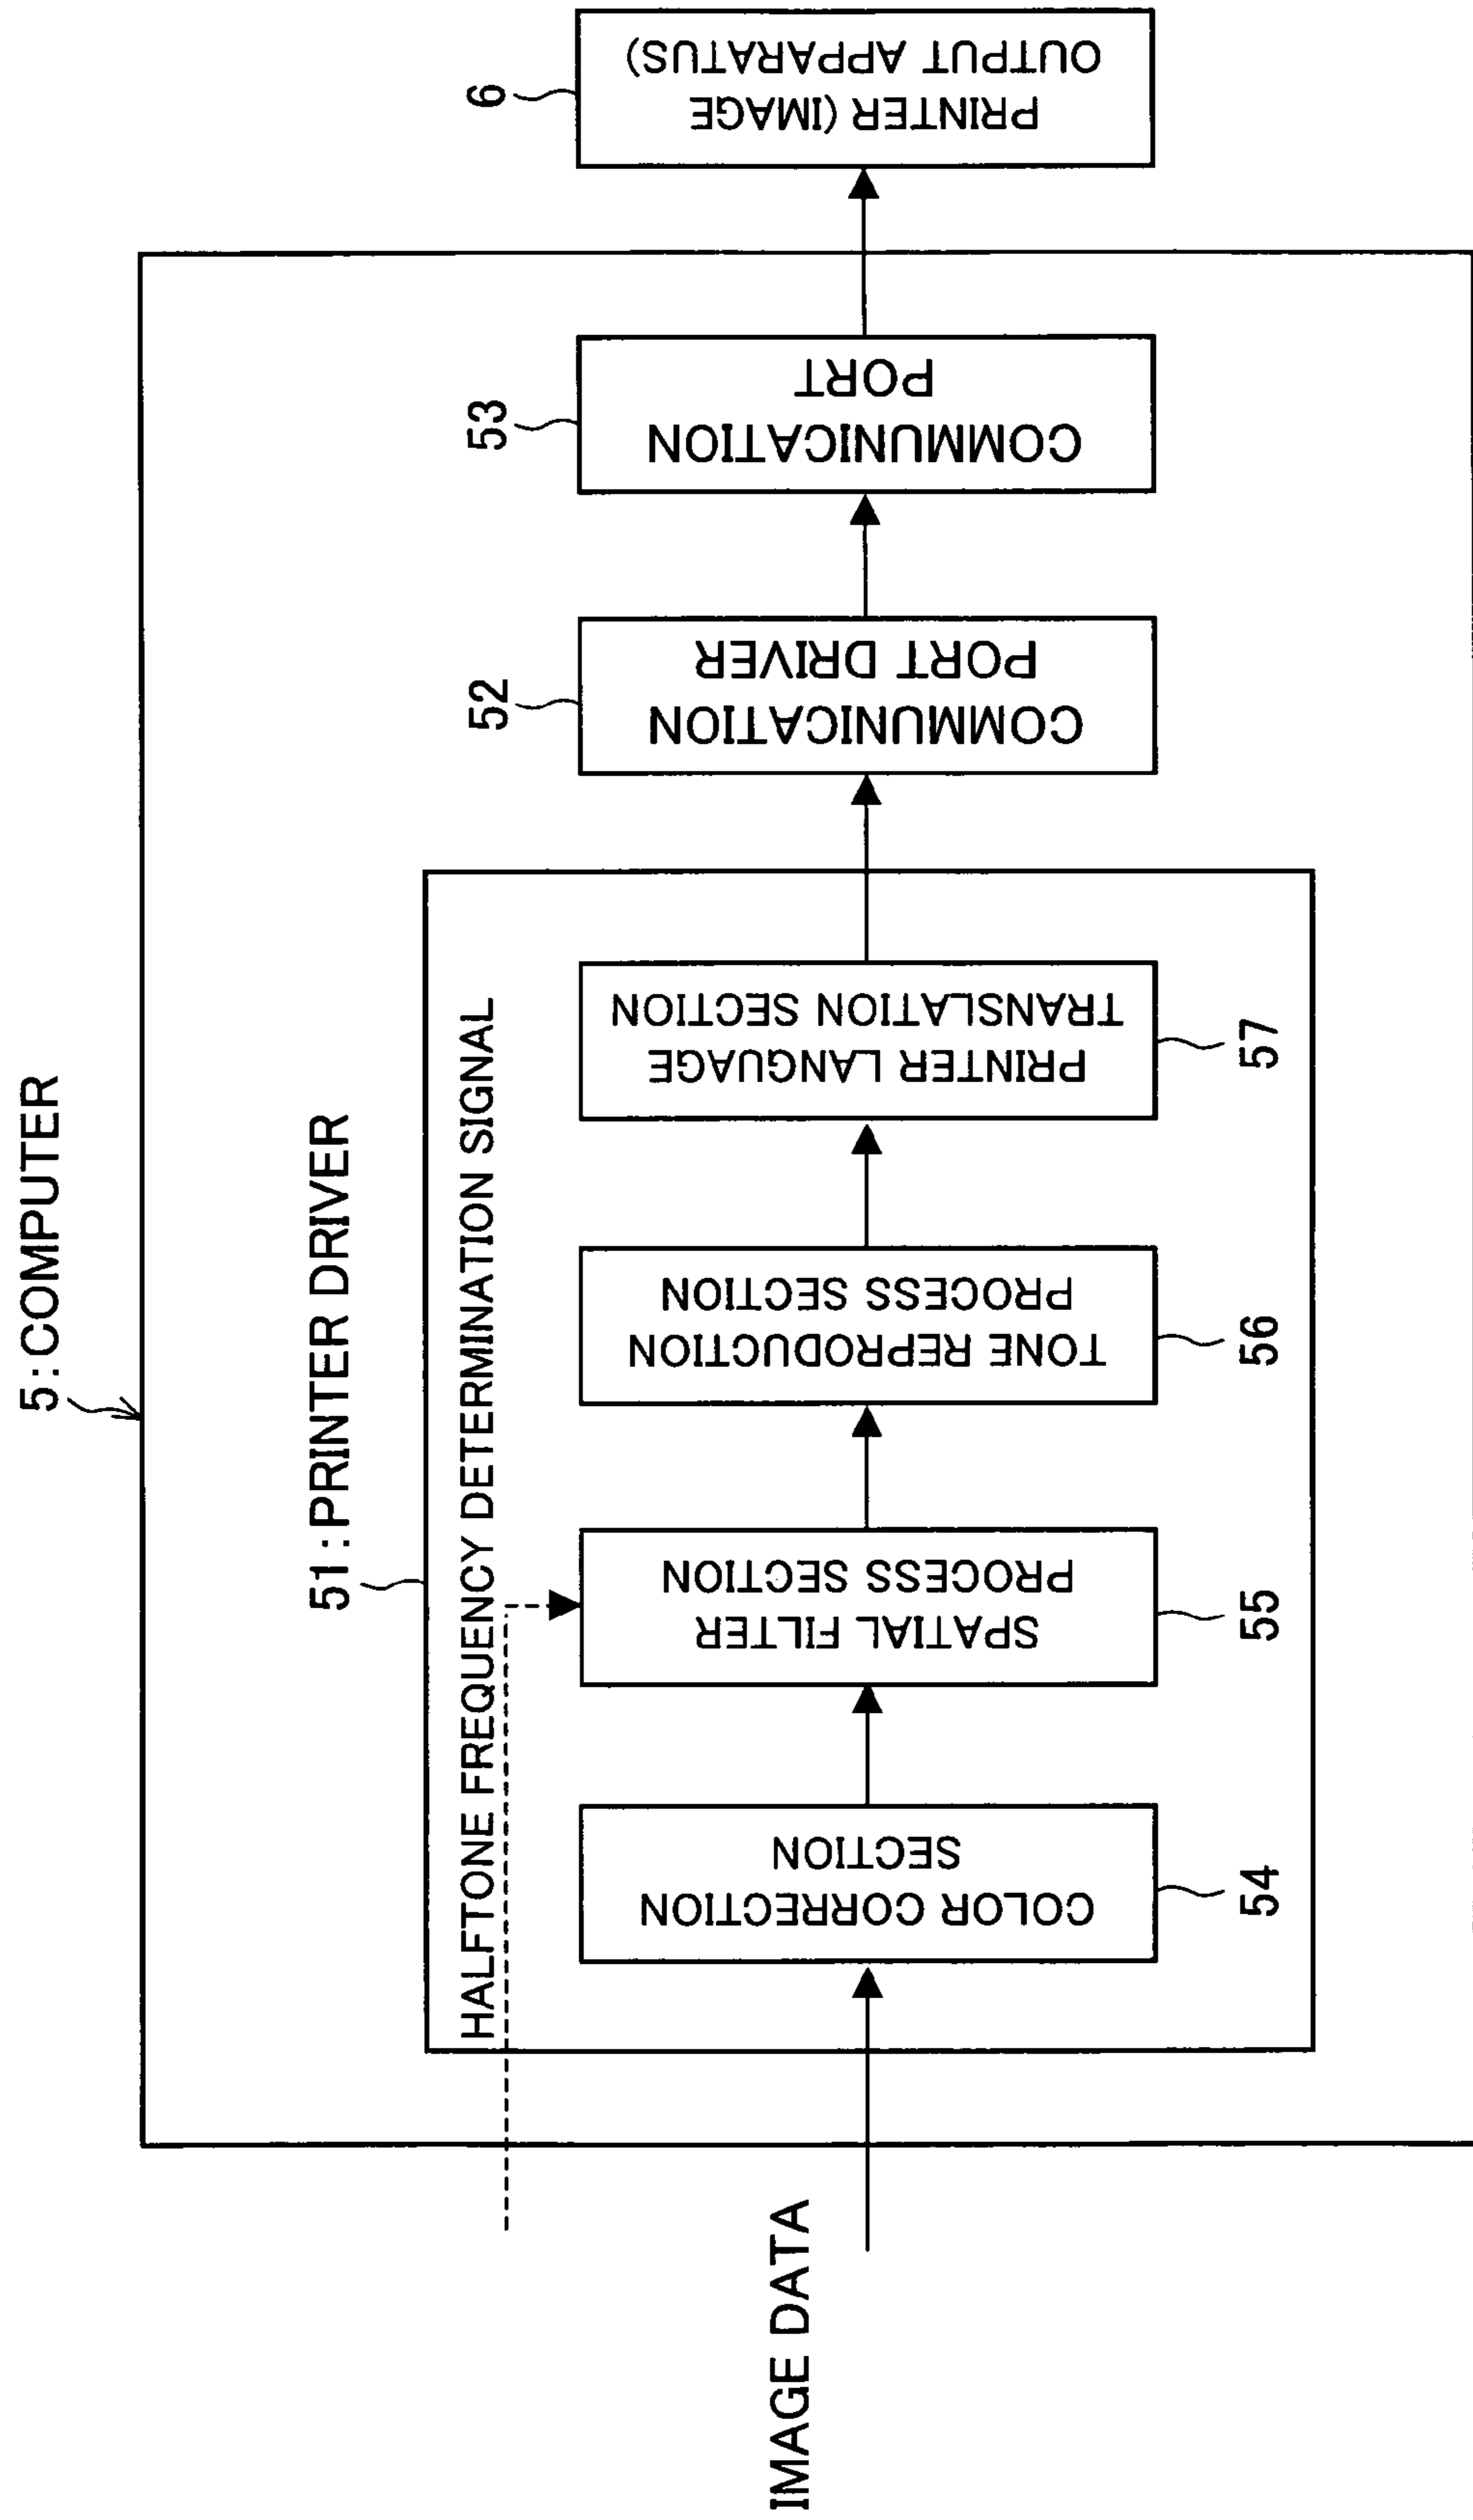 5:COMPUTER
51:PRINTER DRIVER
HALFTONE FREQUENCY DETERMINATION SIGNAL
IMAGE DATA
COLOR CORRECTION
SECTION
54
SPATIAL FILTER
PROCESS SECTION
55
TONE REPRODUCTION
PROCESS SECTION
56
PRINTER LANGUAGE
TRANSLATION SECTION
57
52
COMMUNICATION
PORT DRIVER
53
COMMUNICATION
PORT
6
PRINTER(IMAGE
OUTPUT APPARATUS)